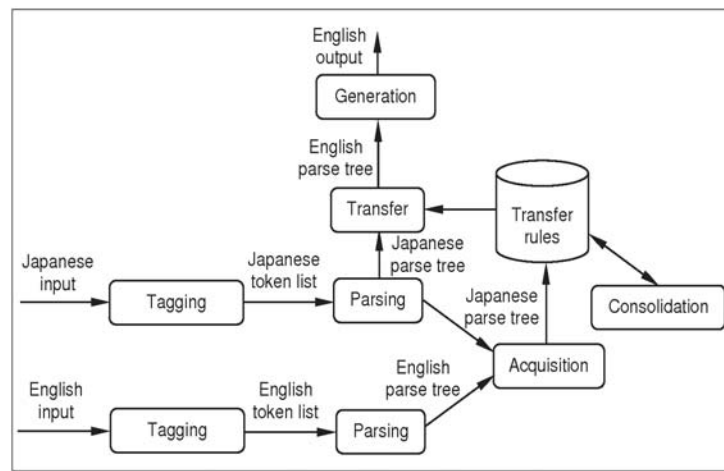 English
output
Generation
English
parse tree
Transfer
Transfer
rules
Japanese
parse tree
Japanese
input
Japanese
token list
Tagging
Parsing
Japanese
parse tree
Consolidation
Acquisition
English
parse tree
English
input
English
token list
Tagging
Parsing